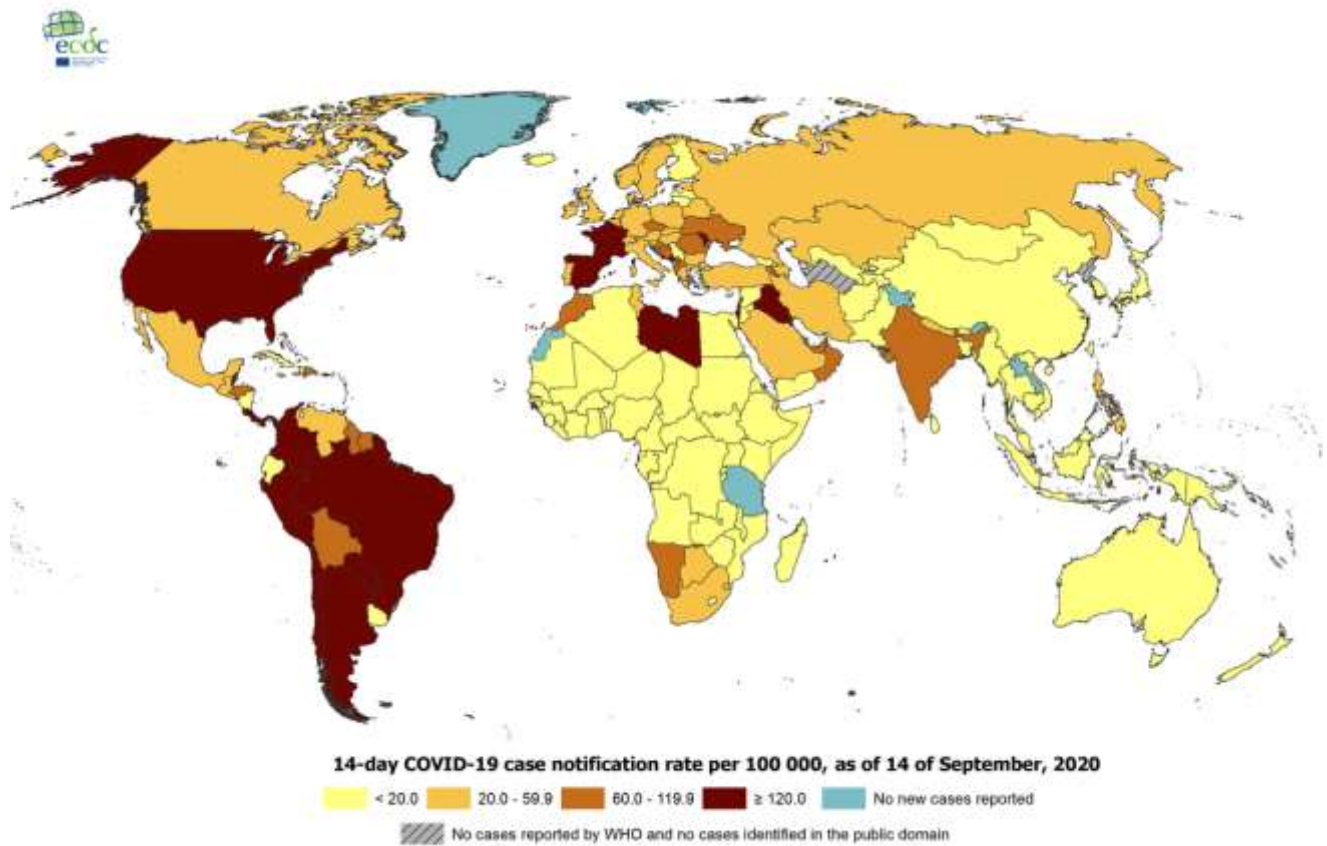 ecdc
14-day COVID-19 case notification rate per 100 000, as of 14 of September, 2020
< 20.0 20.0 - 59.9 60.0 - 119.9 ≥ 120.0 No new cases reported
No cases reported by WHO and no cases identified in the public domain